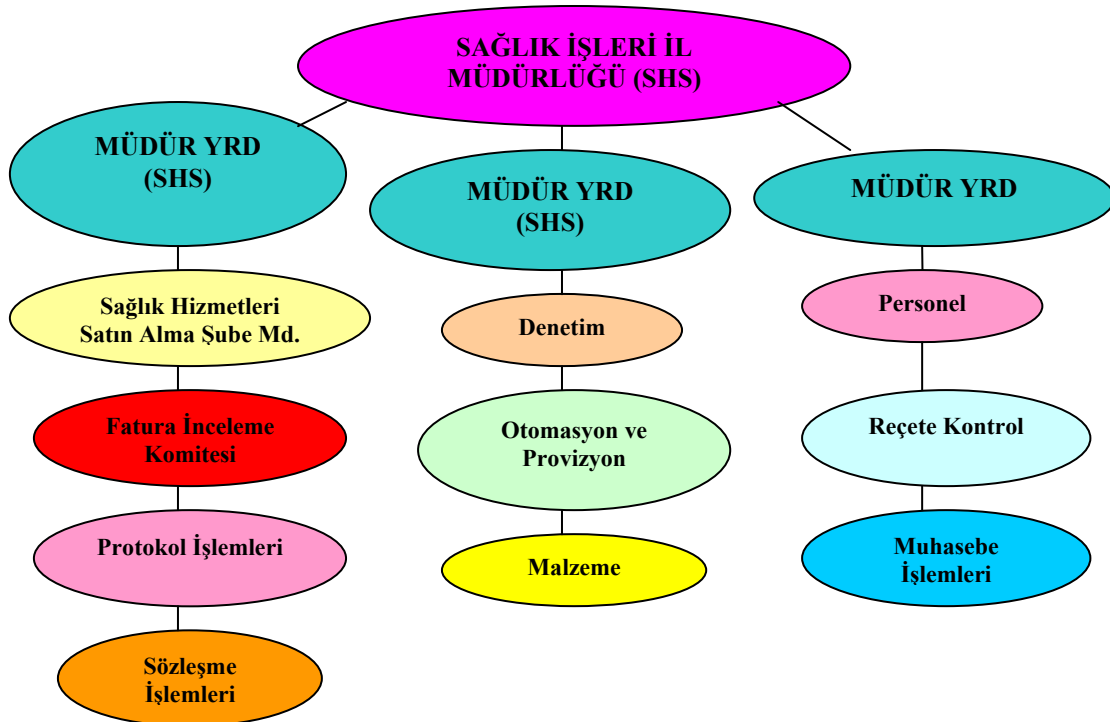 SAĞLIK İŞLERİ İL
MÜDÜRLÜĞÜ (SHS)
MÜDÜR YRD
(SHS)
MÜDÜR YRD
(SHS)
MÜDÜR YRD
Sağlık Hizmetleri
Satın Alma Şube Md.
Denetim
Personel
Fatura İnceleme
Komitesi
Otomasyon ve
Provizyon
Reçete Kontrol
Protokol İşlemleri
Malzeme
Muhasebe
İşlemleri
Sözleşme
İşlemleri